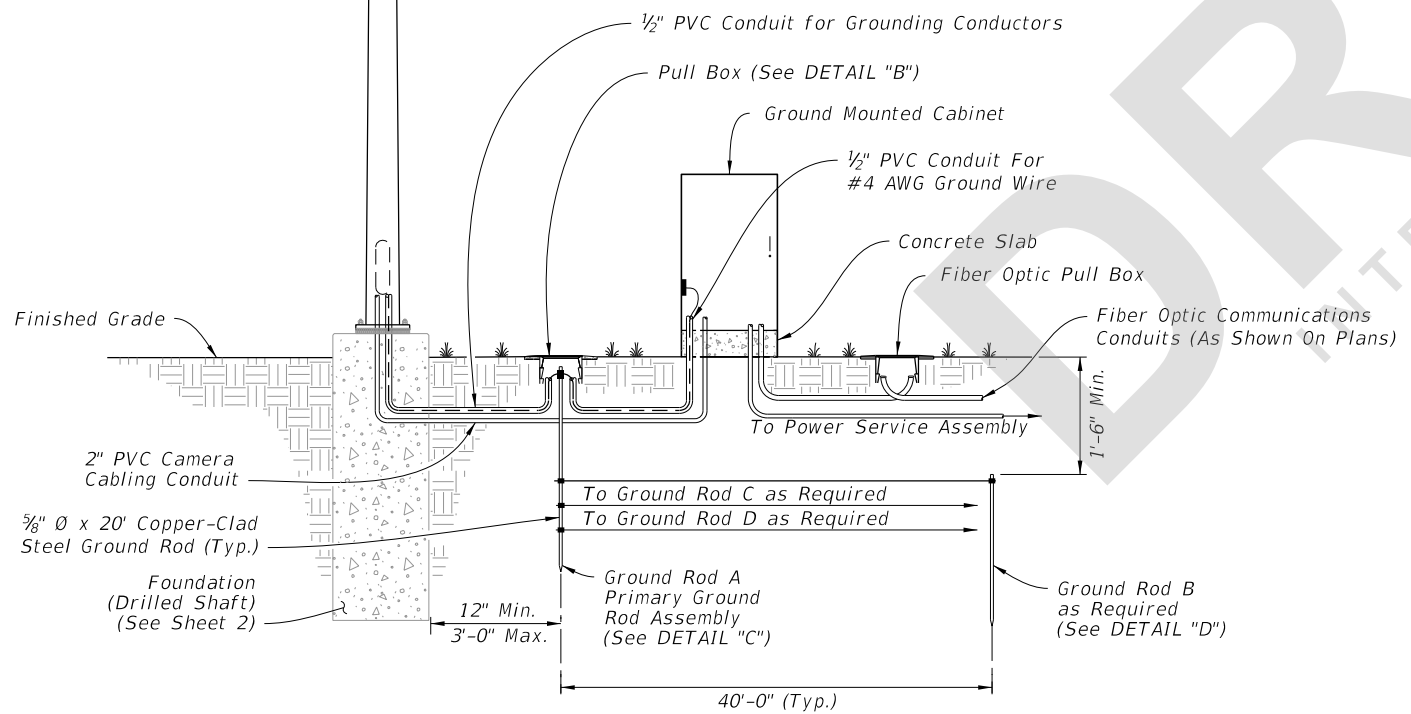 ½" PVC Conduit for Grounding Conductors
Pull Box (See DETAIL "B")
Ground Mounted Cabinet
½" PVC Conduit For
#4 AWG Ground Wire
Concrete Slab
Fiber Optic Pull Box
Fiber Optic Communications
Conduits (As Shown On Plans)
Finished Grade
1'-6" Min.
To Power Service Assembly
2" PVC Camera
Cabling Conduit
To Ground Rod C as Required
To Ground Rod D as Required
⅝" Ø x 20' Copper-Clad
Steel Ground Rod (Typ.)
Foundation
(Drilled Shaft)
(See Sheet 2)
12" Min.
3'-0" Max.
Ground Rod A
Primary Ground
Rod Assembly
(See DETAIL "C")
Ground Rod B
as Required
(See DETAIL "D")
40'-0" (Typ.)
DR
INTE